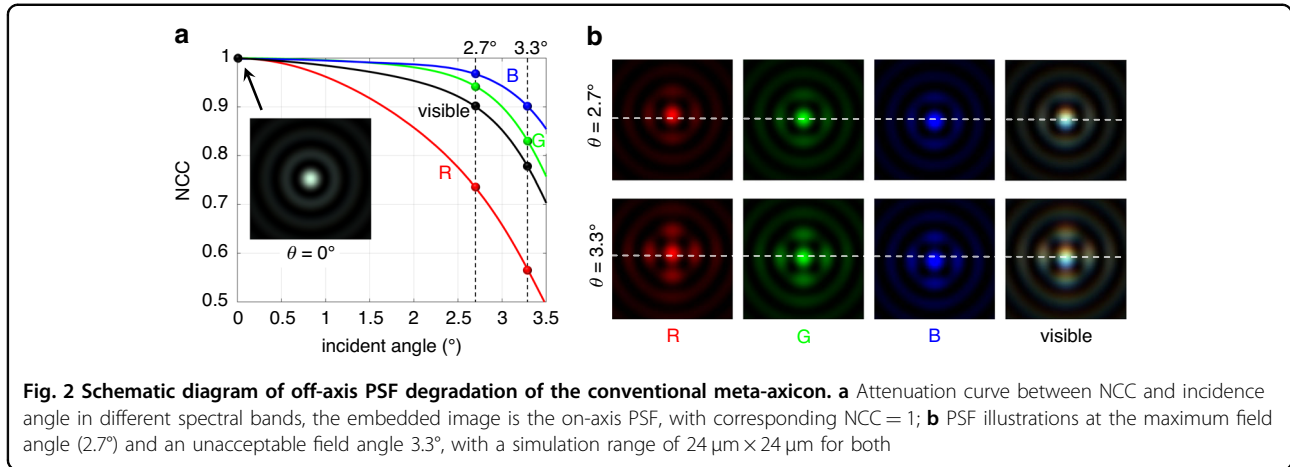 a
b
2.7° 3.3°
1
0.9
0.8
0.7
0.6
0.5
NCC
B
visible
G
R
θ = 0°
0 0.5 1 1.5 2 2.5 3 3.5
incident angle (°)
θ = 2.7°
θ = 3.3°
R G B visible
Fig. 2 Schematic diagram of off-axis PSF degradation of the conventional meta-axicon. a Attenuation curve between NCC and incidence
angle in different spectral bands, the embedded image is the on-axis PSF, with corresponding NCC = 1; b PSF illustrations at the maximum field
angle (2.7°) and an unacceptable field angle 3.3°, with a simulation range of 24 μm × 24 μm for both